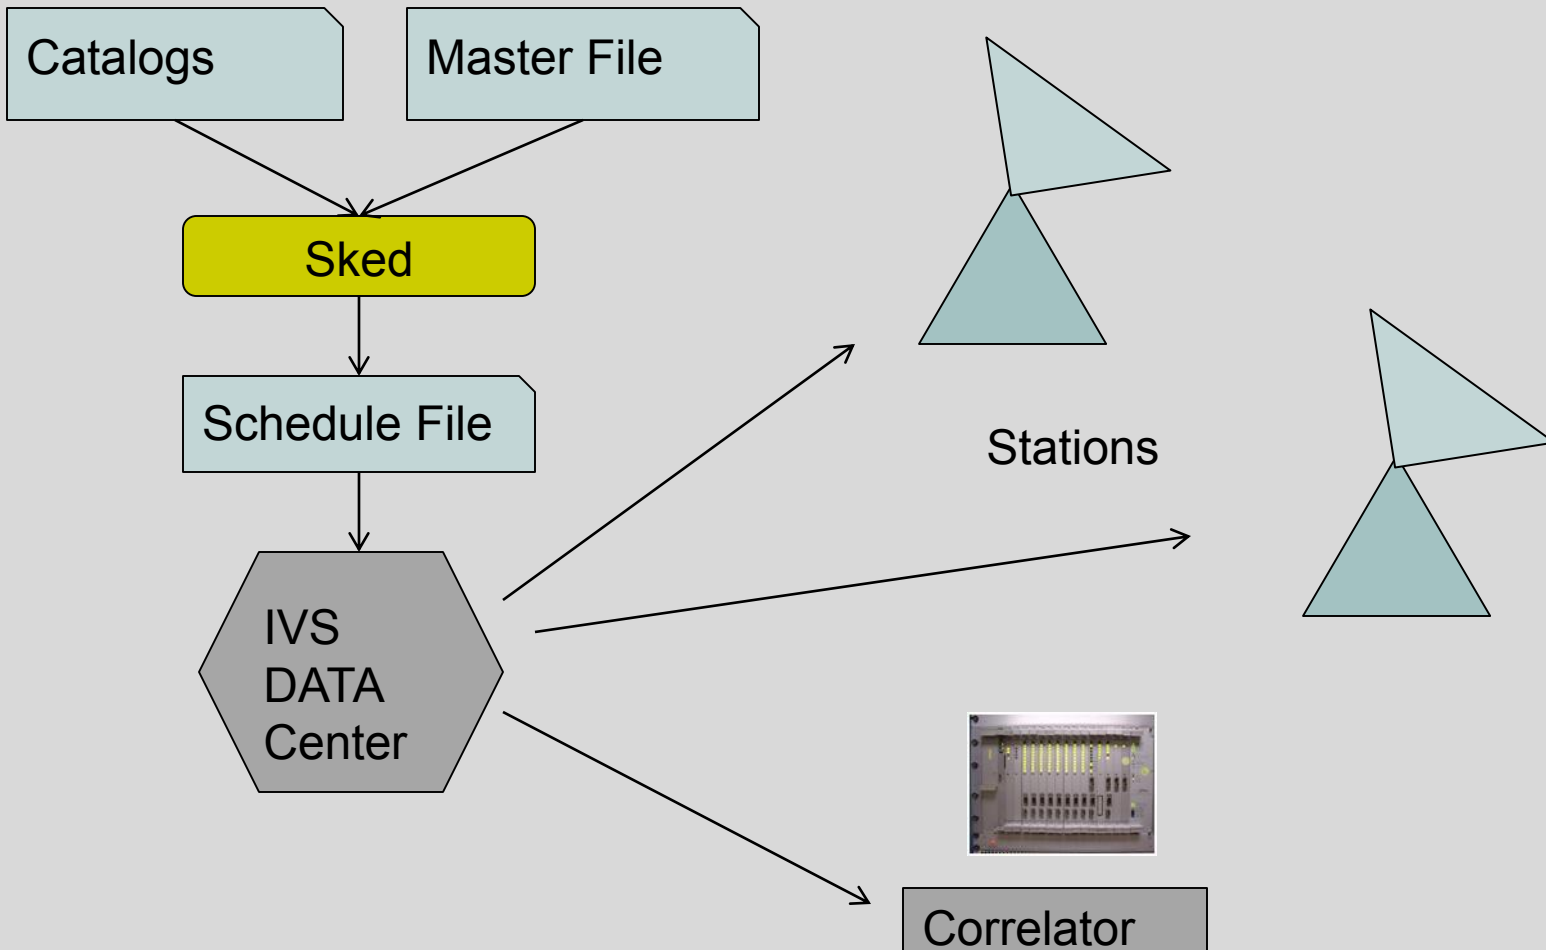 Catalogs
Master File
Sked
Schedule File
Stations
IVS
DATA
Center
Correlator